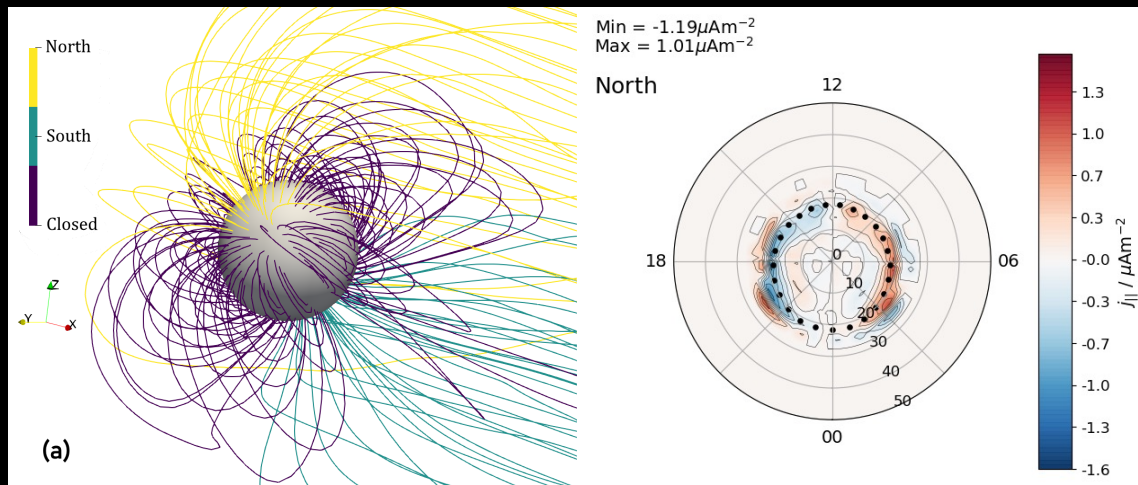 North
South
Closed
Z
Y
X
(a)
Min = -1.19μAm⁻²
Max = 1.01μAm⁻²
North
12
18
06
00
0
10
20
30
40
50
1.3
1.0
0.7
0.3
-0.0
-0.3
-0.7
-1.0
-1.3
-1.6
j|| / μAm⁻²